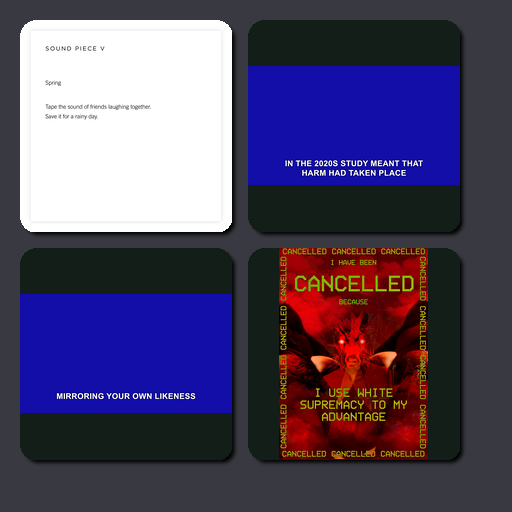 SOUND PIECE V
Spring
Tape the sound of friends laughing together.
Save it for a rainy day.
IN THE 2020S STUDY MEANT THAT
HARM HAD TAKEN PLACE
MIRRORING YOUR OWN LIKENESS
CANCELLED CANCELLED CANCELLED
I HAVE BEEN
CANCELLED
BECAUSE
I USE WHITE
SUPREMACY TO MY
ADVANTAGE
CANCELLED CANCELLED CANCELLED
CANCELLED CANCELLED CANCELLED CANCELLED
CANCELLED CANCELLED CANCELLED CANCELLED